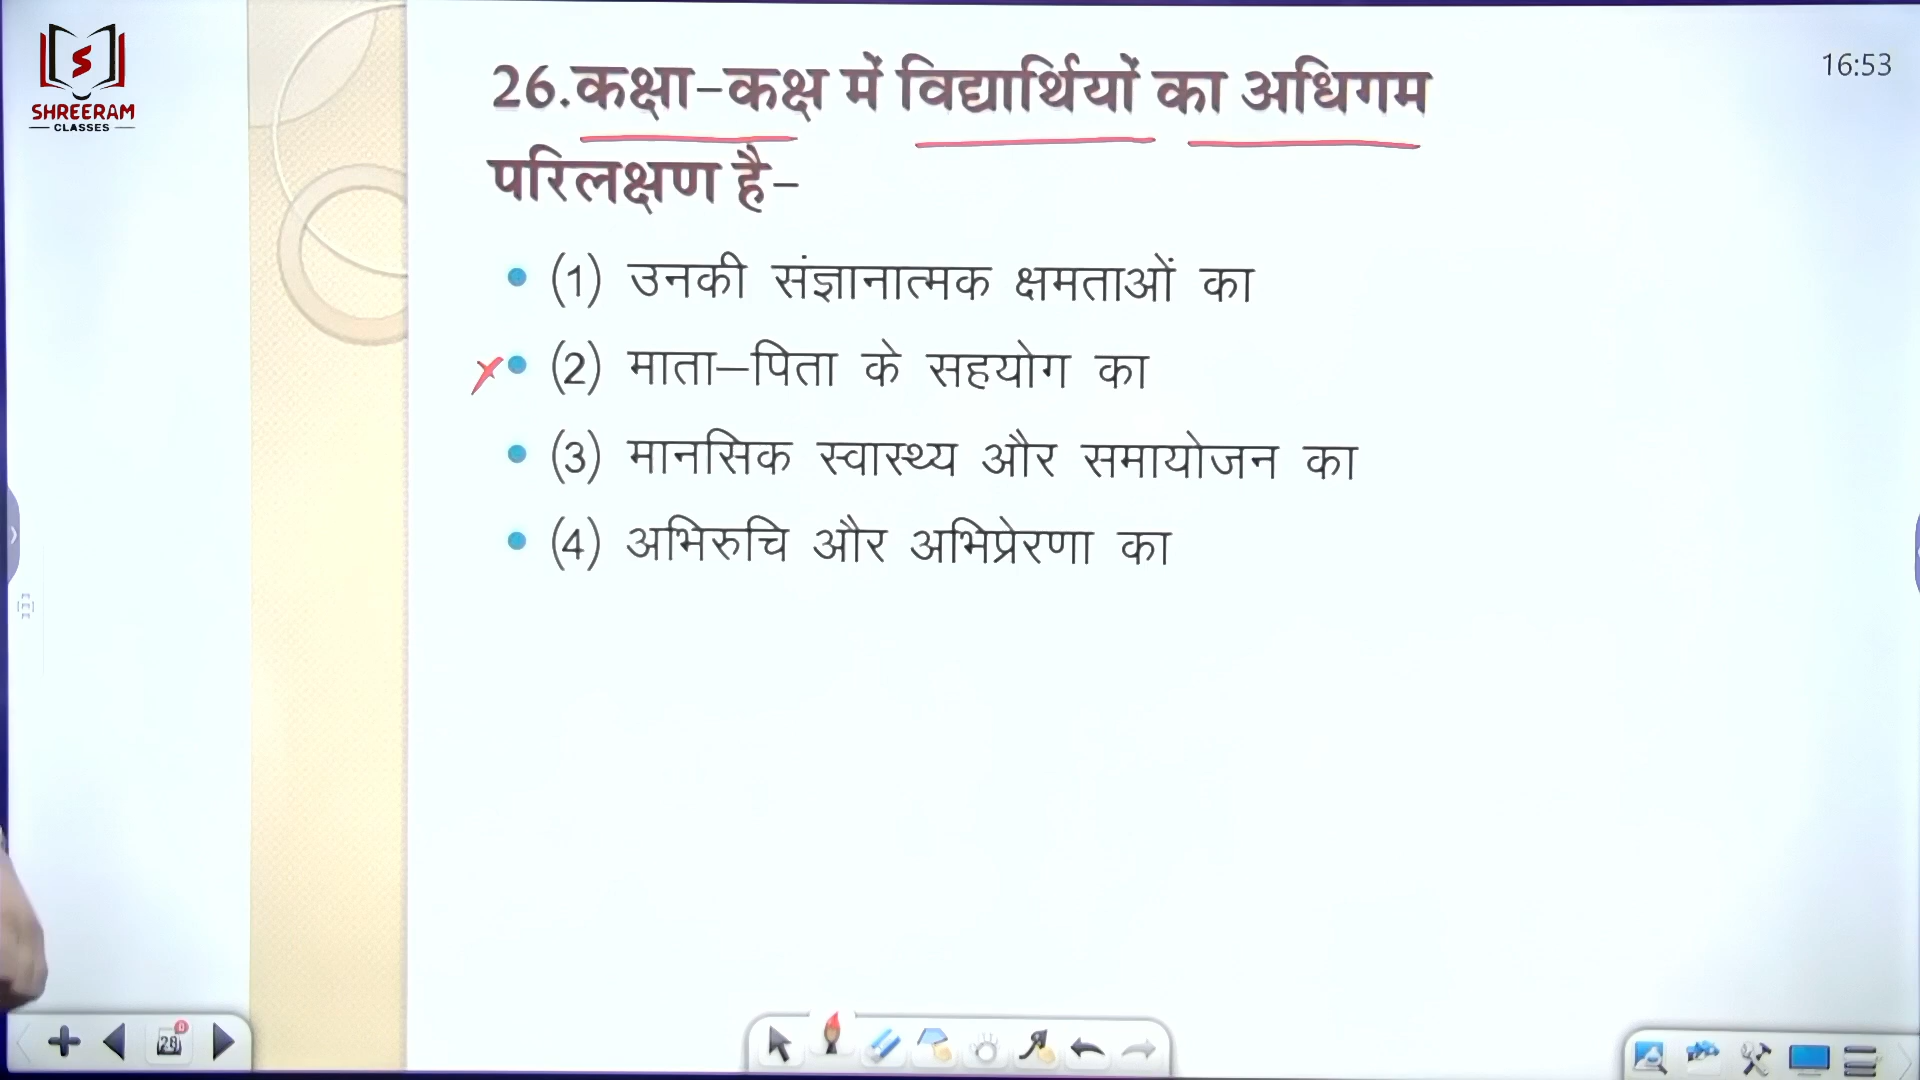 SHREERAM
CLASSES
16:53
26.कक्षा-कक्ष में विद्यार्थियों का अधिगम
परिलक्षण है-
(1) उनकी संज्ञानात्मक क्षमताओं का
(2) माता–पिता के सहयोग का
(3) मानसिक स्वास्थ्य और समायोजन का
(4) अभिरुचि और अभिप्रेरणा का
28
0